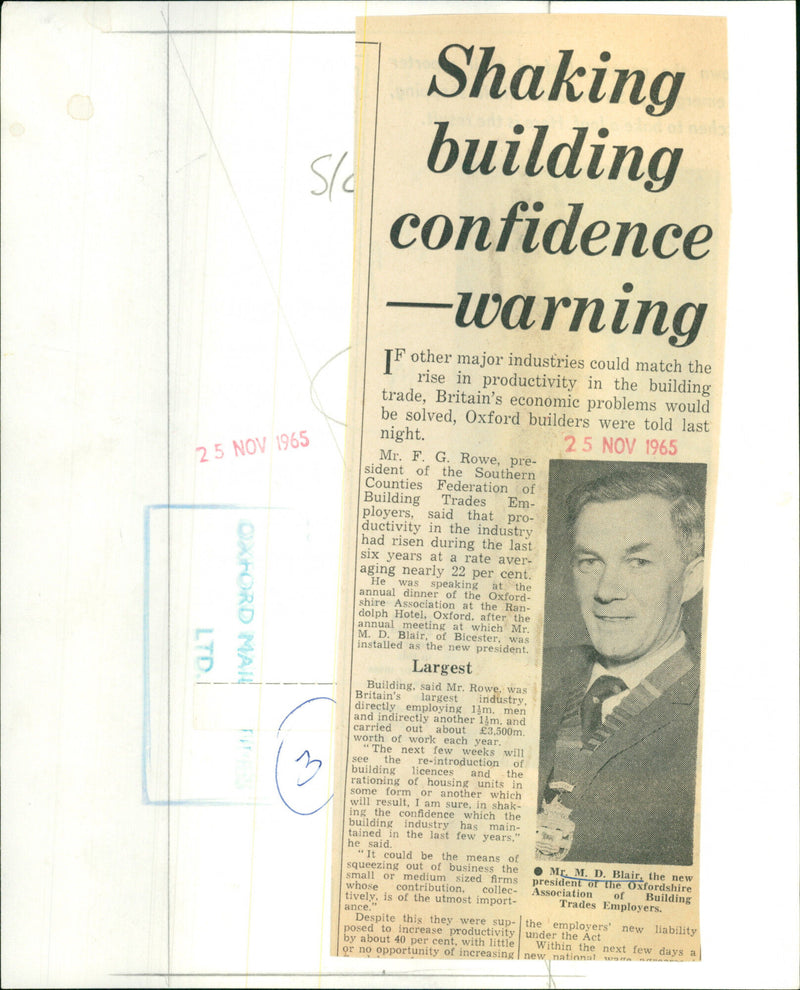 Shaking
building
confidence
—warning
IF other major industries could match the
rise in productivity in the building
trade, Britain's economic problems would
be solved, Oxford builders were told last
night.
25 NOV 1965
Mr. F. G. Rowe, pre-
sident of the Southern
Counties Federation of
Building Trades Em-
ployers, said that pro-
ductivity in the industry
had risen during the last
six years at a rate aver-
aging nearly 22 per cent.
He was speaking at the
annual dinner of the Oxford-
shire Association at the Ran-
dolph Hotel, Oxford, after the
annual meeting at which Mr.
M. D. Blair, of Bicester, was
installed as the new president.
Largest
Building, said Mr. Rowe, was
Britain's largest industry,
directly employing 1½m. men
and indirectly another 1½m. and
carried out about £3,500m.
worth of work each year.
"The next few weeks will
see the re-introduction of
building licences and the
rationing of housing units in
some form or another which
will result, I am sure, in shak-
ing the confidence which the
building industry has main-
tained in the last few years,"
he said.
"It could be the means of
squeezing out of business the
small or medium sized firms
whose contribution, collec-
tively, is of the utmost import-
ance."
Despite this they were sup-
posed to increase productivity
by about 40 per cent. with little
or no opportunity of increasing
● Mr. M. D. Blair, the new
president of the Oxfordshire
Association of Building
Trades Employers.
the employers' new liability
under the Act
Within the next few days a
new national wage
25 NOV 1965
S/c
OXFORD MAIL
LTD.
3